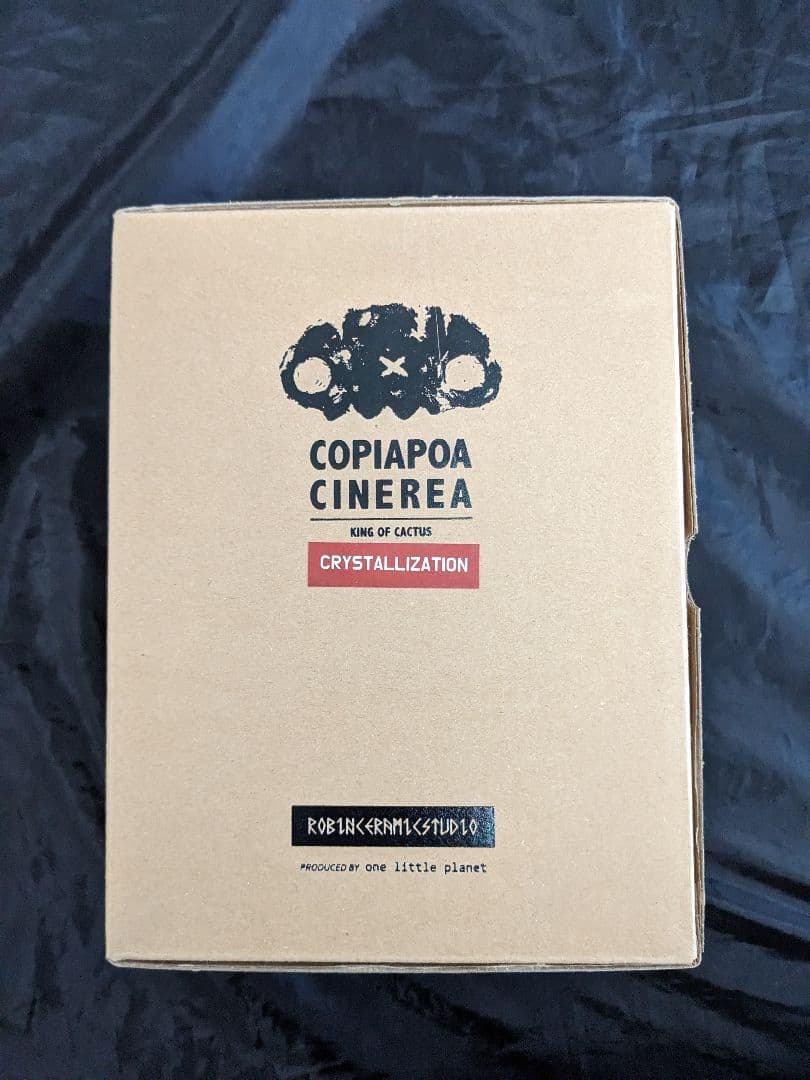 COPIAPOA
CINEREA
KING OF CACTUS
CRYSTALLIZATION
ROBINCERAMICSTUDIO
PRODUCED BY one little planet